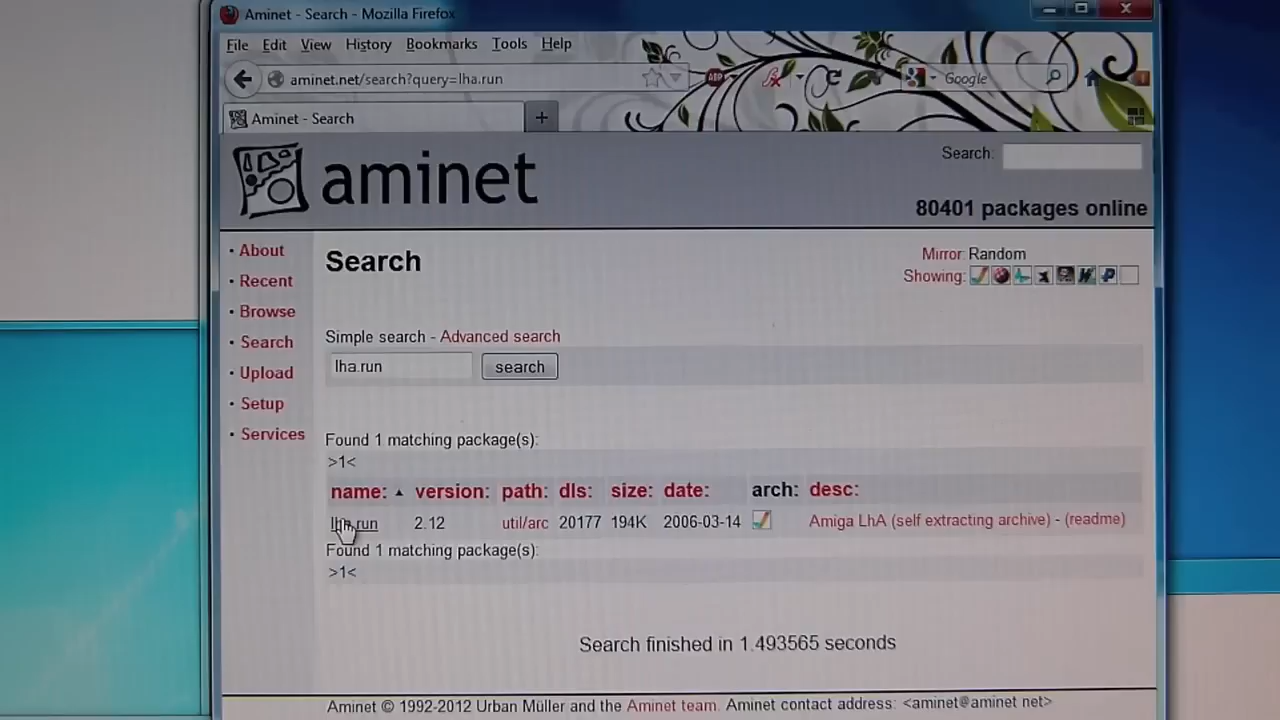 Aminet - Search - Mozilla Firefox
File Edit View History Bookmarks Tools Help
aminet.net/search?query=lha.run
ABP
Google
Aminet - Search
+
aminet
Search:
80401 packages online
• About
• Recent
• Browse
• Search
• Upload
• Setup
• Services
Search
Mirror: Random
Showing:
Simple search - Advanced search
lha.run
search
Found 1 matching package(s):
>1<
name: version: path: dls: size: date: arch: desc:
lha.run 2.12 util/arc 20177 194K 2006-03-14 Amiga LhA (self extracting archive) - (readme)
Found 1 matching package(s):
>1<
Search finished in 1.493565 seconds
Aminet © 1992-2012 Urban Müller and the Aminet team. Aminet contact address: <aminet@aminet net>